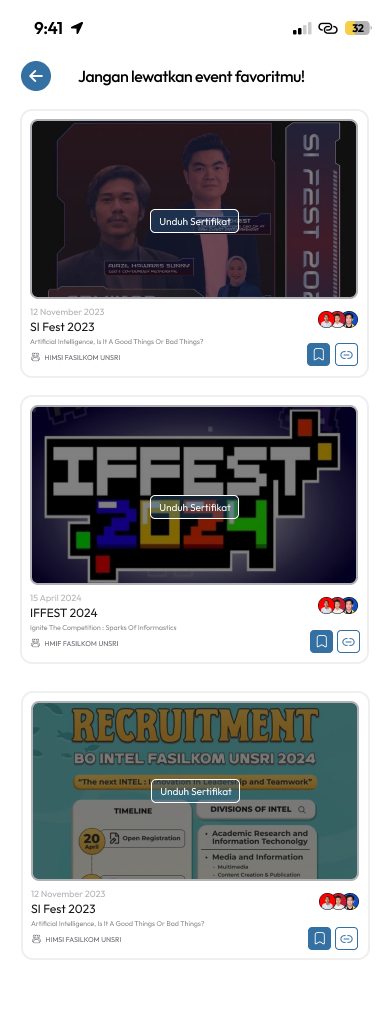 9:41
32
Jangan lewatkan event favoritmu!
SI FEST 202
Unduh Sertifikat
12 November 2023
SI Fest 2023
Artificial Intelligence, Is It A Good Things Or Bad Things?
HIMSI FASILKOM UNSRI
IFFEST
2024
Unduh Sertifikat
15 April 2024
IFFEST 2024
Ignite The Competition : Sparks Of Informastics
HMIF FASILKOM UNSRI
RECRUITMENT
BO INTEL FASILKOM UNSRI 2024
"The next INTEL : Innovation in Leadership and Teamwork"
Unduh Sertifikat
TIMELINE
DIVISIONS OF INTEL
20
April
Open Registration
• Academic Research and
Information Techonolgy
• Media and Information
• Multimedia
• Content Creation & Publication
12 November 2023
SI Fest 2023
Artificial Intelligence, Is It A Good Things Or Bad Things?
HIMSI FASILKOM UNSRI